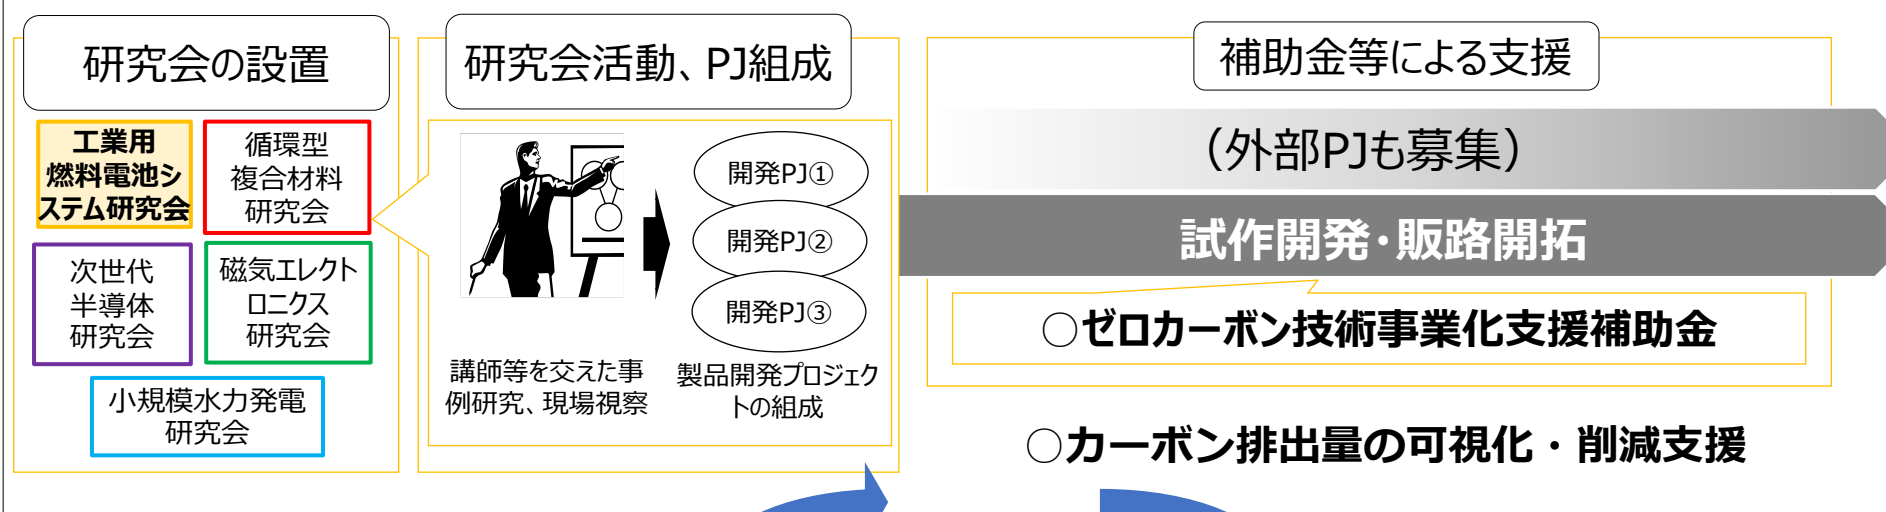 研究会の設置
工業用
燃料電池シ
ステム研究会
循環型
複合材料
研究会
次世代
半導体
研究会
磁気エレクト
ロニクス
研究会
小規模水力発電
研究会
研究会活動、PJ組成
開発PJ①
開発PJ②
開発PJ③
講師等を交えた事
例研究、現場視察
製品開発プロジェク
トの組成
補助金等による支援
（外部PJも募集）
試作開発・販路開拓
○ゼロカーボン技術事業化支援補助金
○カーボン排出量の可視化・削減支援